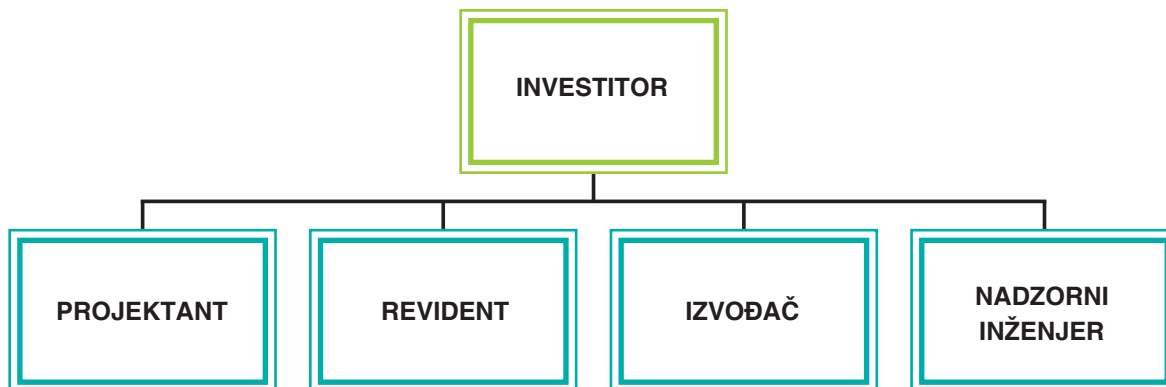 INVESTITOR
PROJEKTANT
REVIDENT
IZVOĐAČ
NADZORNI
INŽENJER